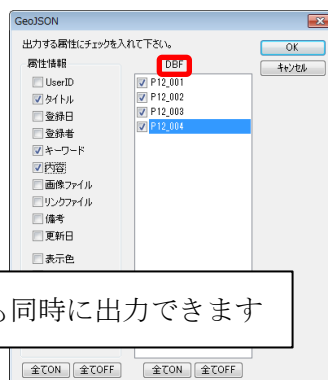 GeoJSON
出力する属性にチェックを入れて下さい。
OK
キャンセル
属性情報
UserID
タイトル
登録日
登録者
キーワード
内容
画像ファイル
リンクファイル
備考
更新日
表示色
DBF
P12_001
P12_002
P12_003
P12_004
も同時に出力できます
全てON
全てOFF
全てON
全てOFF